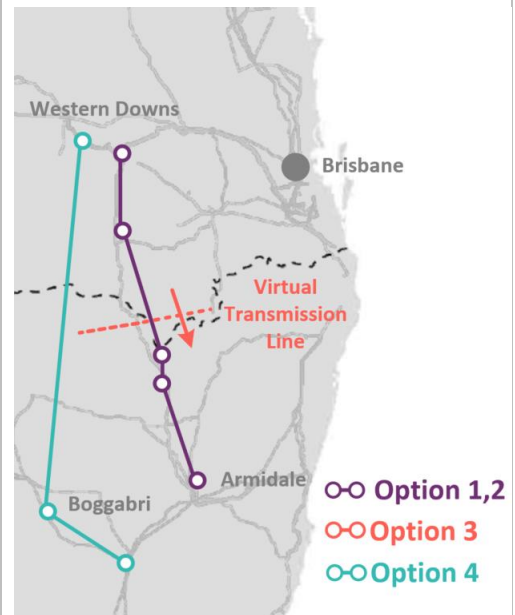 Western Downs
Brisbane
Virtual
Transmission
Line
Armidale
Boggabri
Option 1,2
Option 3
Option 4